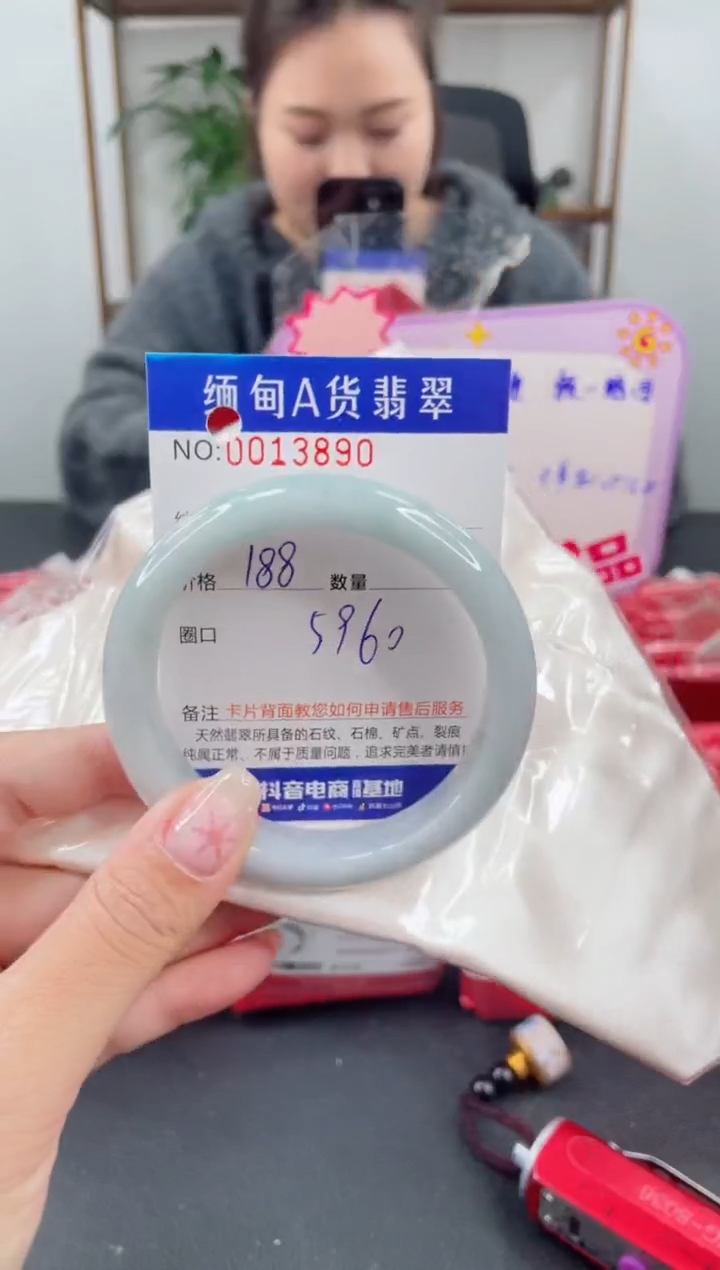 缅甸A货翡翠
NO:0013890
价格 188 数量
圈口 5960
备注 卡片背面教您如何申请售后服务
天然翡翠所具备的石纹、石棉、矿点、裂痕
纯属正常、不属于质量问题，追求完美者请慎
抖音电商直播基地